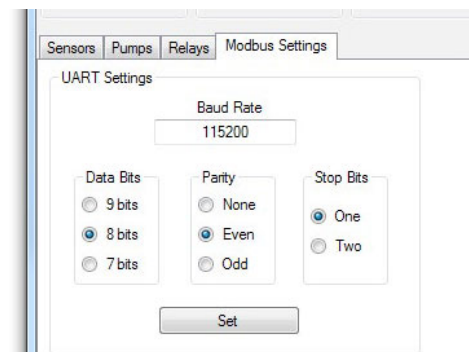 Sensors Pumps Relays Modbus Settings
UART Settings
Baud Rate
115200
Data Bits
9 bits
8 bits
7 bits
Parity
None
Even
Odd
Stop Bits
One
Two
Set